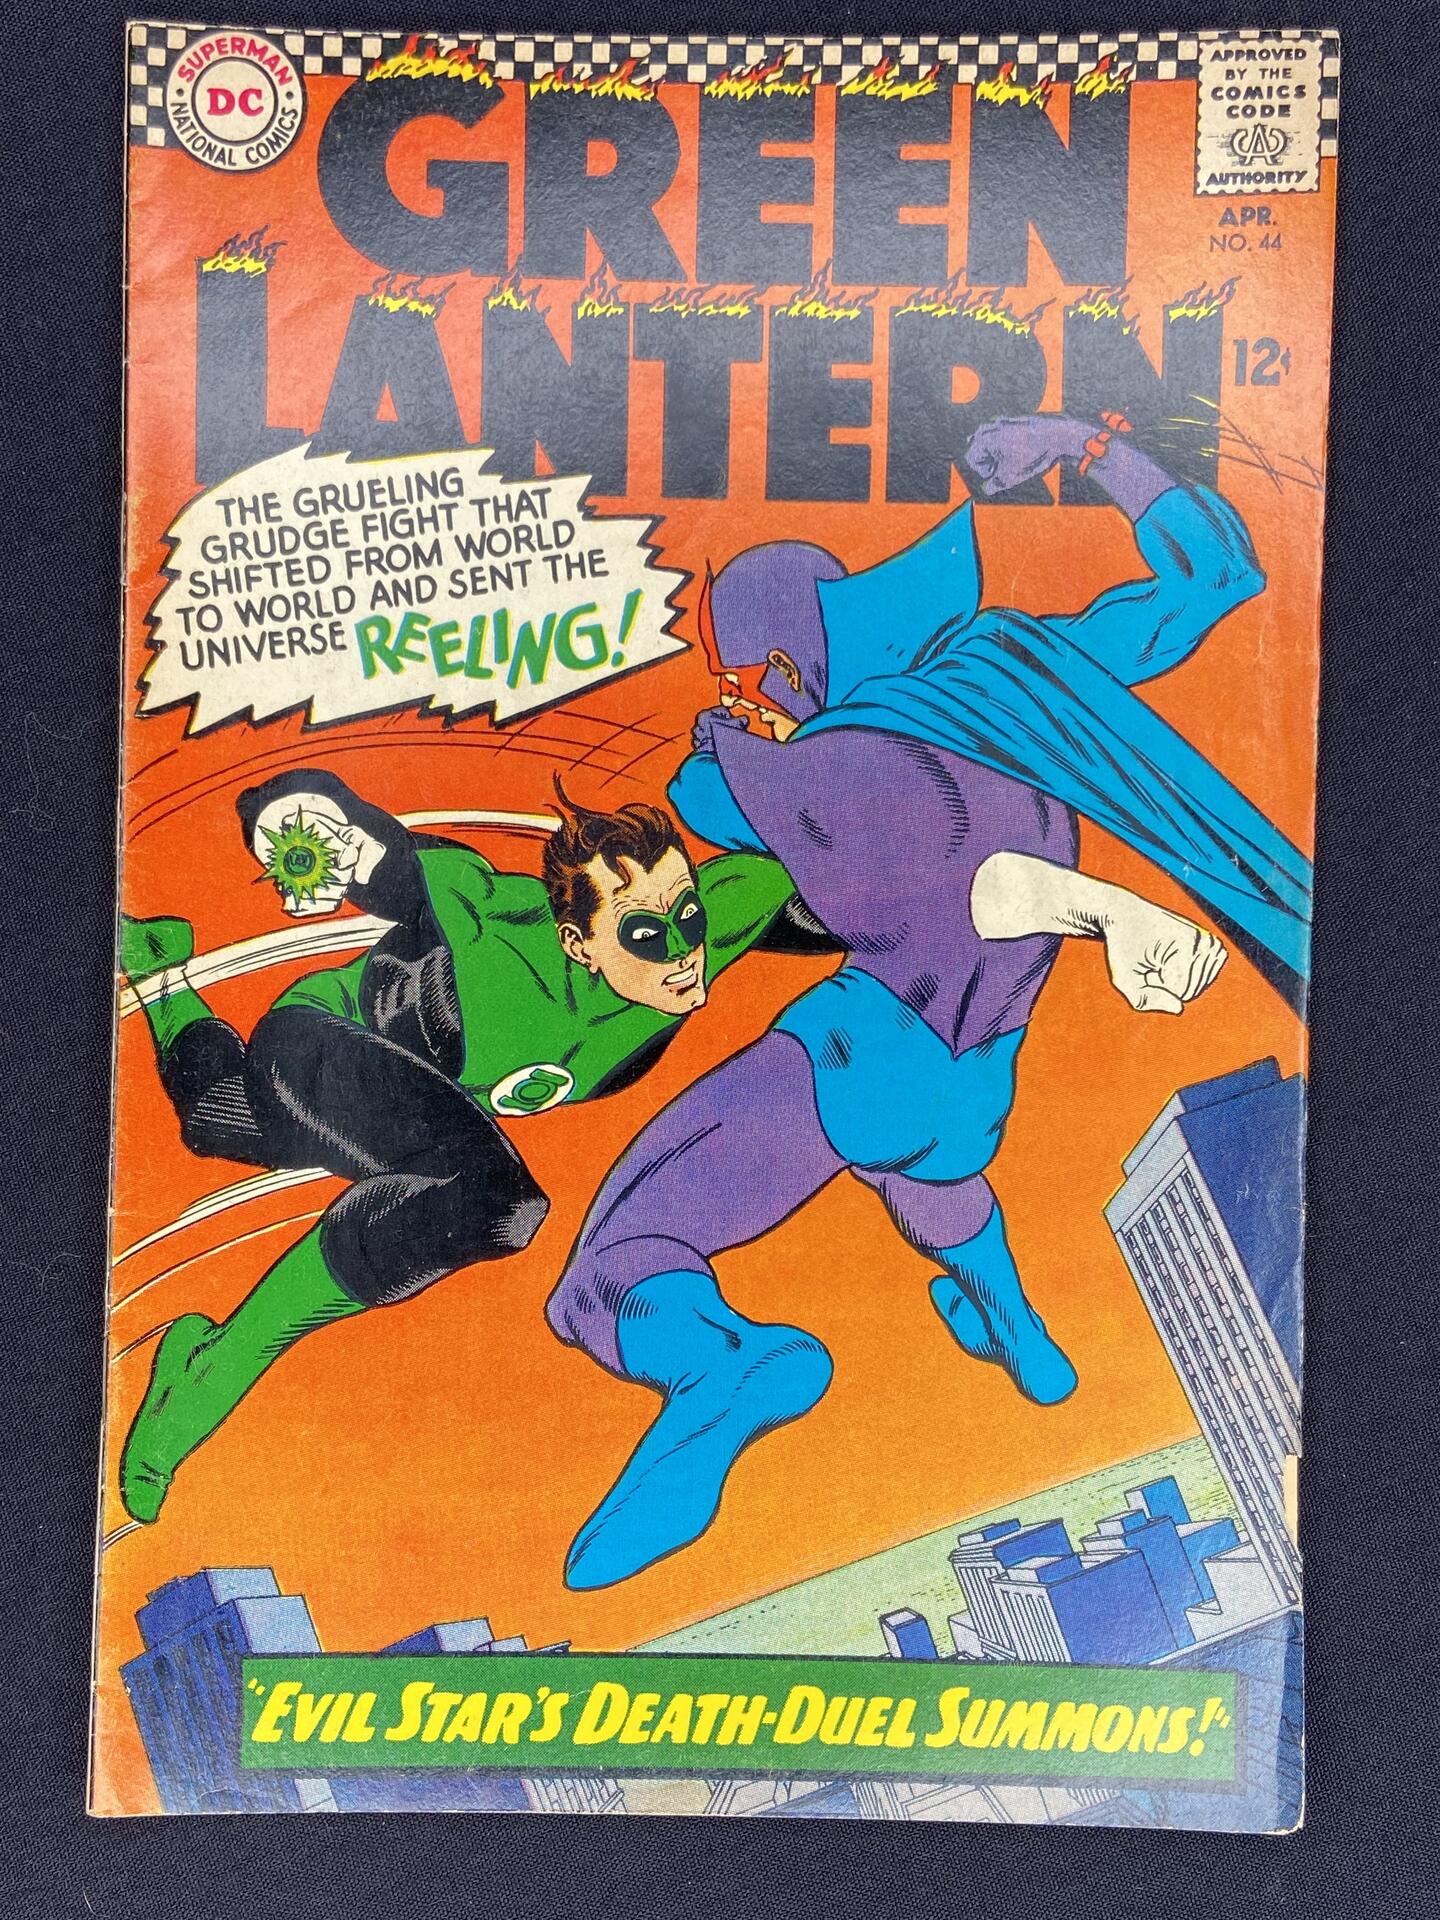 SUPERMAN
DC
NATIONAL COMICS
APPROVED
BY THE
COMICS
CODE
AUTHORITY
GREEN
LANTERN
APR.
NO. 44
12¢
THE GRUELING
GRUDGE FIGHT THAT
SHIFTED FROM WORLD
TO WORLD AND SENT THE
UNIVERSE REELING!
"EVIL STAR'S DEATH-DUEL SUMMONS!"